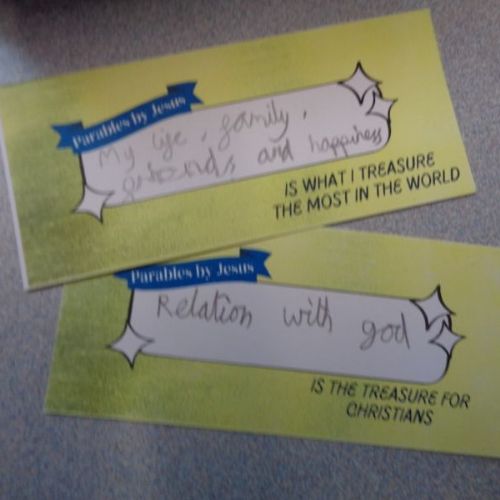 Parables by Jesus
My life, family,
friends and happiness
IS WHAT I TREASURE
THE MOST IN THE WORLD
Parables by Jesus
Relation with god
IS THE TREASURE FOR
CHRISTIANS